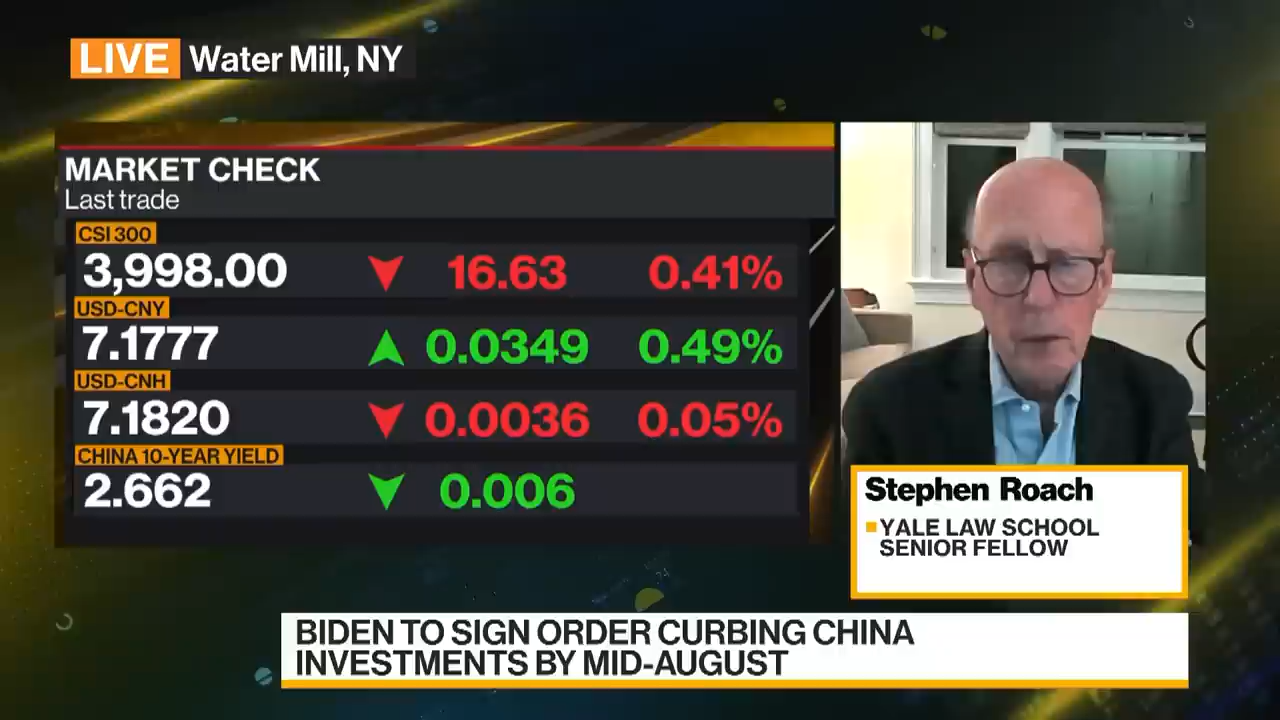 LIVE Water Mill, NY
MARKET CHECK
Last trade
CSI 300
3,998.00 16.63 0.41%
USD-CNY
7.1777 0.0349 0.49%
USD-CNH
7.1820 0.0036 0.05%
CHINA 10-YEAR YIELD
2.662 0.006
Stephen Roach
YALE LAW SCHOOL
SENIOR FELLOW
BIDEN TO SIGN ORDER CURBING CHINA
INVESTMENTS BY MID-AUGUST